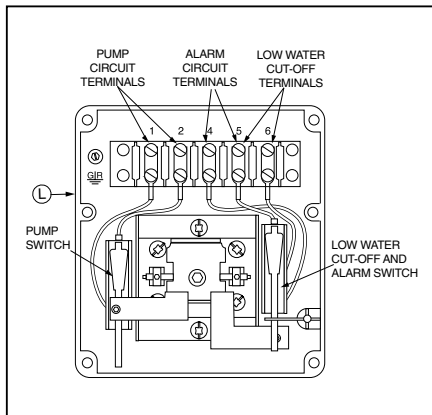 PUMP
CIRCUIT
TERMINALS
ALARM
CIRCUIT
TERMINALS
LOW WATER
CUT-OFF
TERMINALS
1 2 4 5 6
GR
L
PUMP
SWITCH
LOW WATER
CUT-OFF AND
ALARM SWITCH